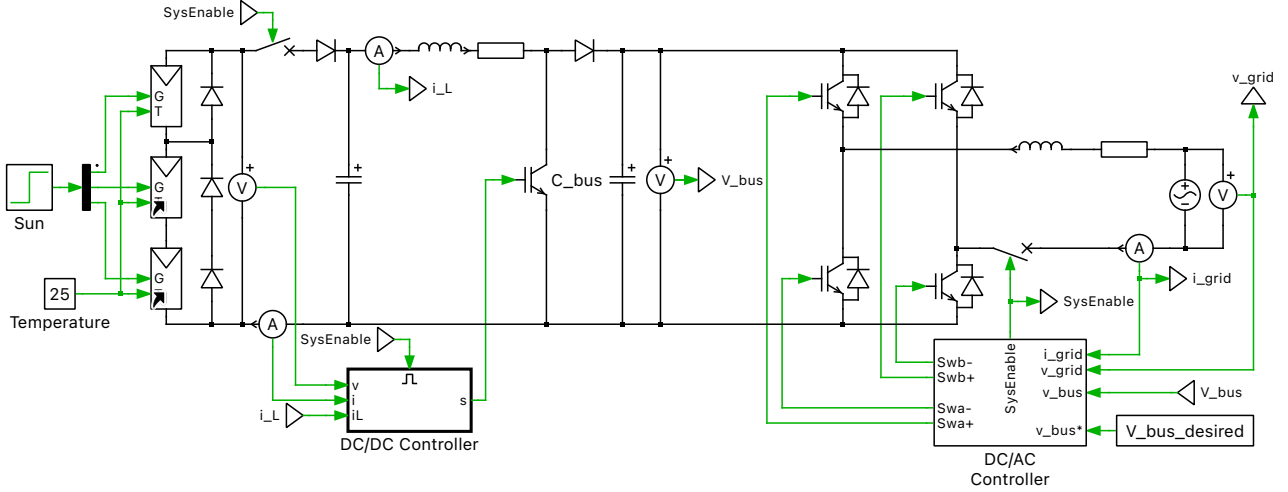 SysEnable
v_grid
A
i_L
G
T
G
T
V
C_bus
V
V_bus
V
Sun
G
T
25
Temperature
A
i_grid
SysEnable
A
SysEnable
v
i
iL
s
i_L
DC/DC Controller
SysEnable
Swb-
Swb+
Swa-
Swa+
i_grid
v_grid
v_bus
v_bus*
V_bus
V_bus_desired
DC/AC
Controller